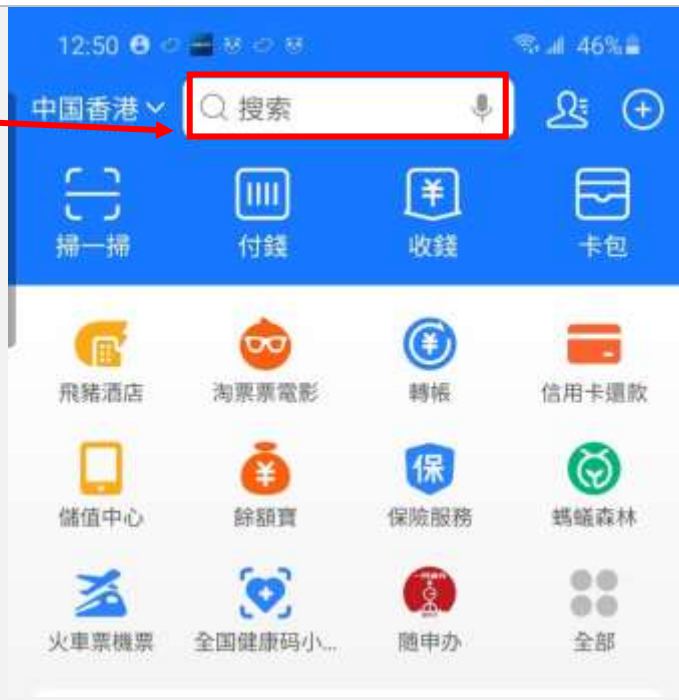 12:50 46%
中国香港 搜索
掃一掃 付錢 收錢 卡包
飛豬酒店 淘票票電影 轉帳 信用卡還款
保
儲值中心 餘額寶 保險服務 螞蟻森林
火車票機票 全国健康码小... 随申办 全部